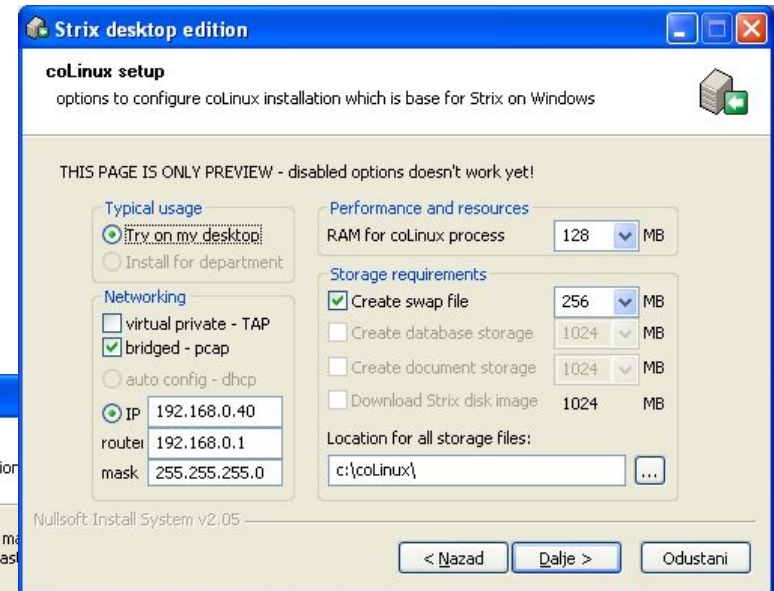 Strix desktop edition
coLinux setup
options to configure coLinux installation which is base for Strix on Windows
THIS PAGE IS ONLY PREVIEW - disabled options doesn't work yet!
Typical usage
Try on my desktop
Install for department
Networking
virtual private - TAP
bridged - pcap
auto config - dhcp
IP 192.168.0.40
router 192.168.0.1
mask 255.255.255.0
Performance and resources
RAM for coLinux process 128 MB
Storage requirements
Create swap file 256 MB
Create database storage 1024 MB
Create document storage 1024 MB
Download Strix disk image 1024 MB
Location for all storage files:
c:\coLinux\
...
Nullsoft Install System v2.05
< Nazad
Dalje >
Odustani